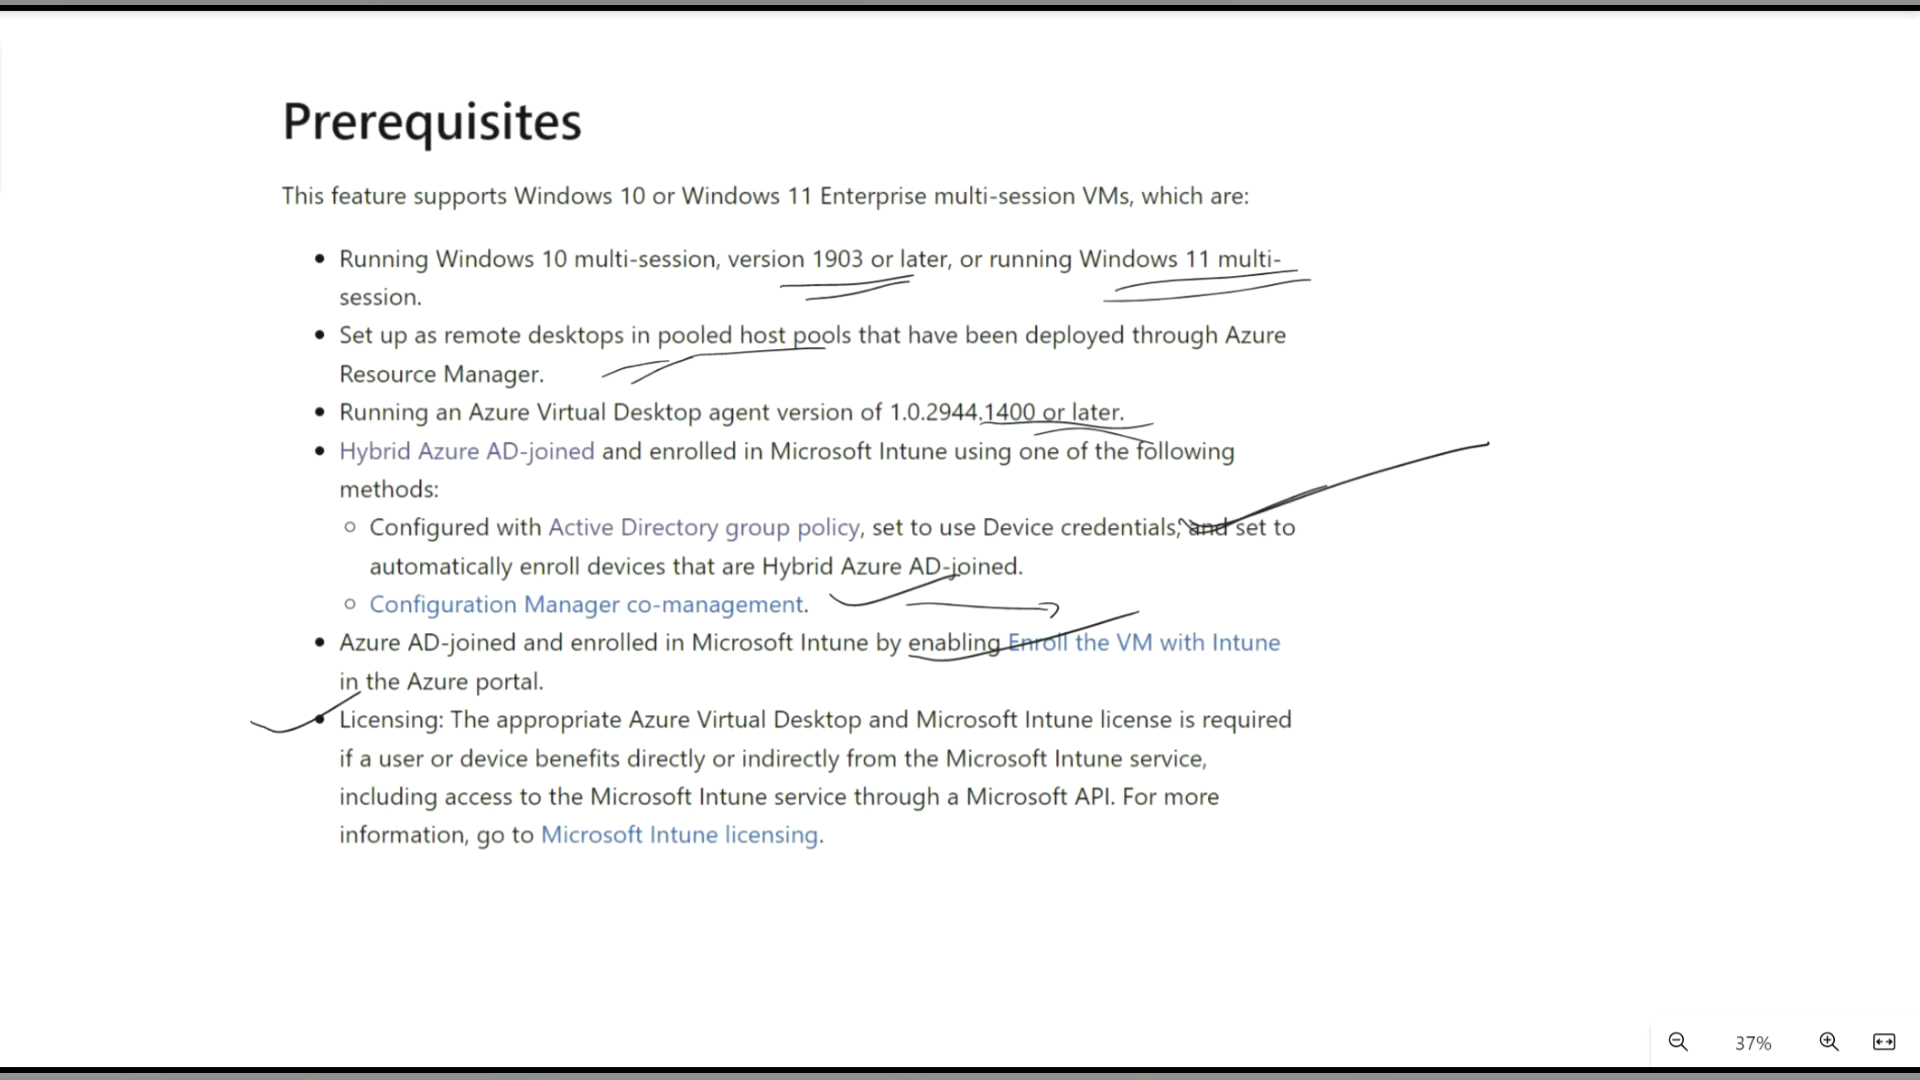 Prerequisites
This feature supports Windows 10 or Windows 11 Enterprise multi-session VMs, which are:
• Running Windows 10 multi-session, version 1903 or later, or running Windows 11 multi-
session.
• Set up as remote desktops in pooled host pools that have been deployed through Azure
Resource Manager.
• Running an Azure Virtual Desktop agent version of 1.0.2944.1400 or later.
• Hybrid Azure AD-joined and enrolled in Microsoft Intune using one of the following
methods:
○ Configured with Active Directory group policy, set to use Device credentials, and set to
automatically enroll devices that are Hybrid Azure AD-joined.
○ Configuration Manager co-management.
• Azure AD-joined and enrolled in Microsoft Intune by enabling Enroll the VM with Intune
in the Azure portal.
• Licensing: The appropriate Azure Virtual Desktop and Microsoft Intune license is required
if a user or device benefits directly or indirectly from the Microsoft Intune service,
including access to the Microsoft Intune service through a Microsoft API. For more
information, go to Microsoft Intune licensing.
37%